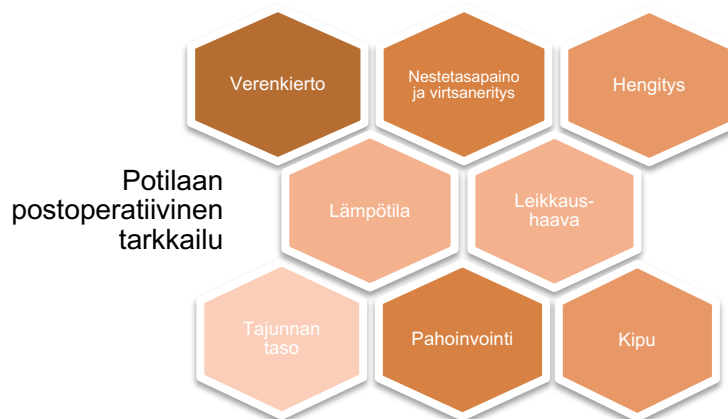 Verenkierto
Nestetasapaino
ja virtsaneritys
Hengitys
Potilaan
postoperatiivinen
tarkkailu
Lämpötila
Leikkaus-
haava
Tajunnan
taso
Pahoinvointi
Kipu